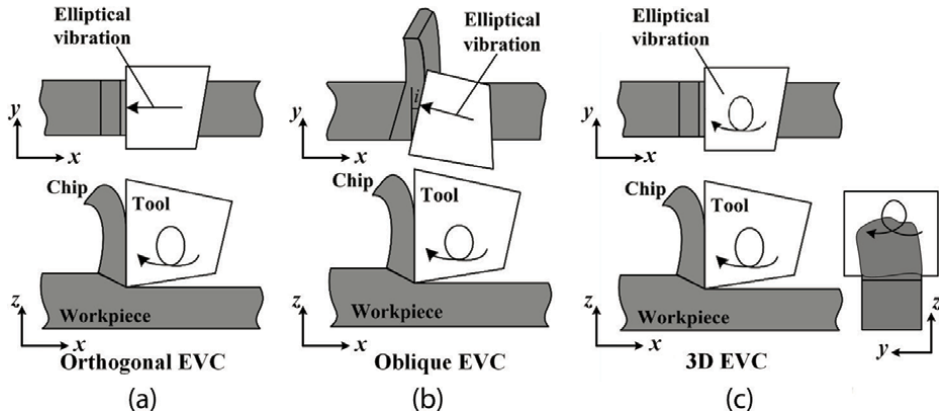 Elliptical
vibration
y
x
Chip
Tool
z
Workpiece
x
Orthogonal EVC
(a)
Elliptical
vibration
i
y
x
Chip
Tool
z
Workpiece
x
Oblique EVC
(b)
Elliptical
vibration
y
x
Chip
Tool
z
Workpiece
x
z
y
3D EVC
(c)